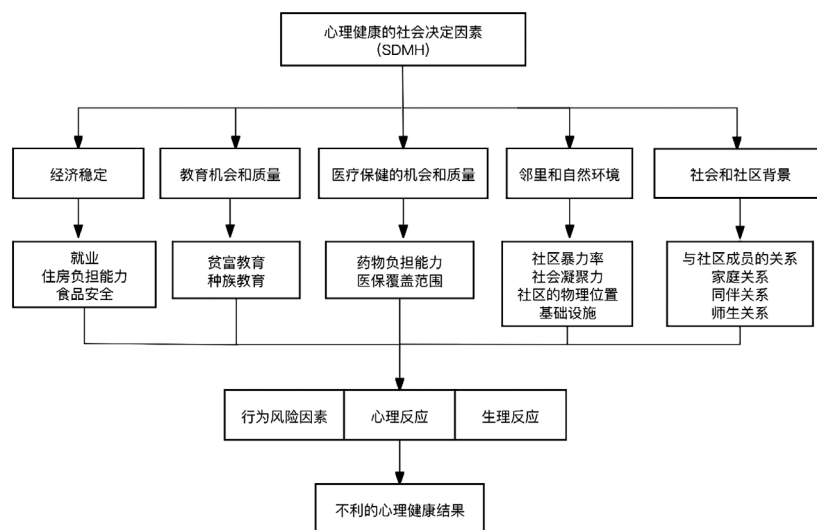 心理健康的社会决定因素
(SDMH)
经济稳定
教育机会和质量
医疗保健的机会和质量
邻里和自然环境
社会和社区背景
就业
住房负担能力
食品安全
贫富教育
种族教育
药物负担能力
医保覆盖范围
社区暴力率
社会凝聚力
社区的物理位置
基础设施
与社区成员的关系
家庭关系
同伴关系
师生关系
行为风险因素
心理反应
生理反应
不利的心理健康结果